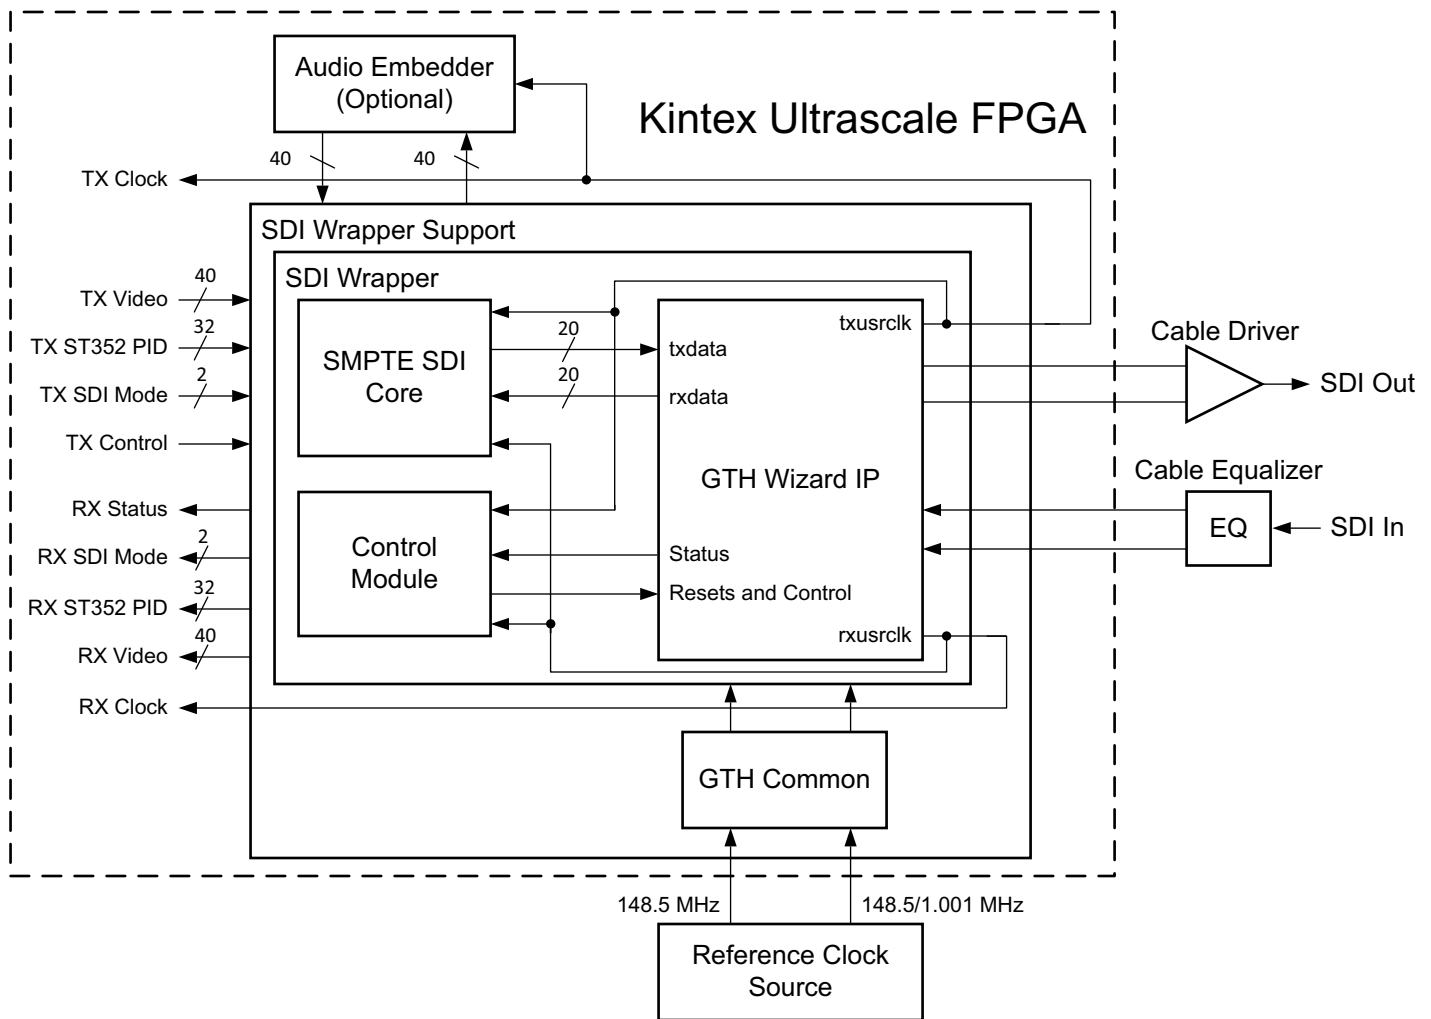 Audio Embedder
(Optional)
Kintex Ultrascale FPGA
40
40
TX Clock
SDI Wrapper Support
SDI Wrapper
40
TX Video
32
TX ST352 PID
2
TX SDI Mode
TX Control
RX Status
2
RX SDI Mode
32
RX ST352 PID
40
RX Video
RX Clock
SMPTE SDI
Core
20
20
Control
Module
txusrclk
txdata
rxdata
GTH Wizard IP
Status
Resets and Control
rxusrclk
Cable Driver
SDI Out
Cable Equalizer
EQ
SDI In
GTH Common
148.5 MHz
148.5/1.001 MHz
Reference Clock
Source